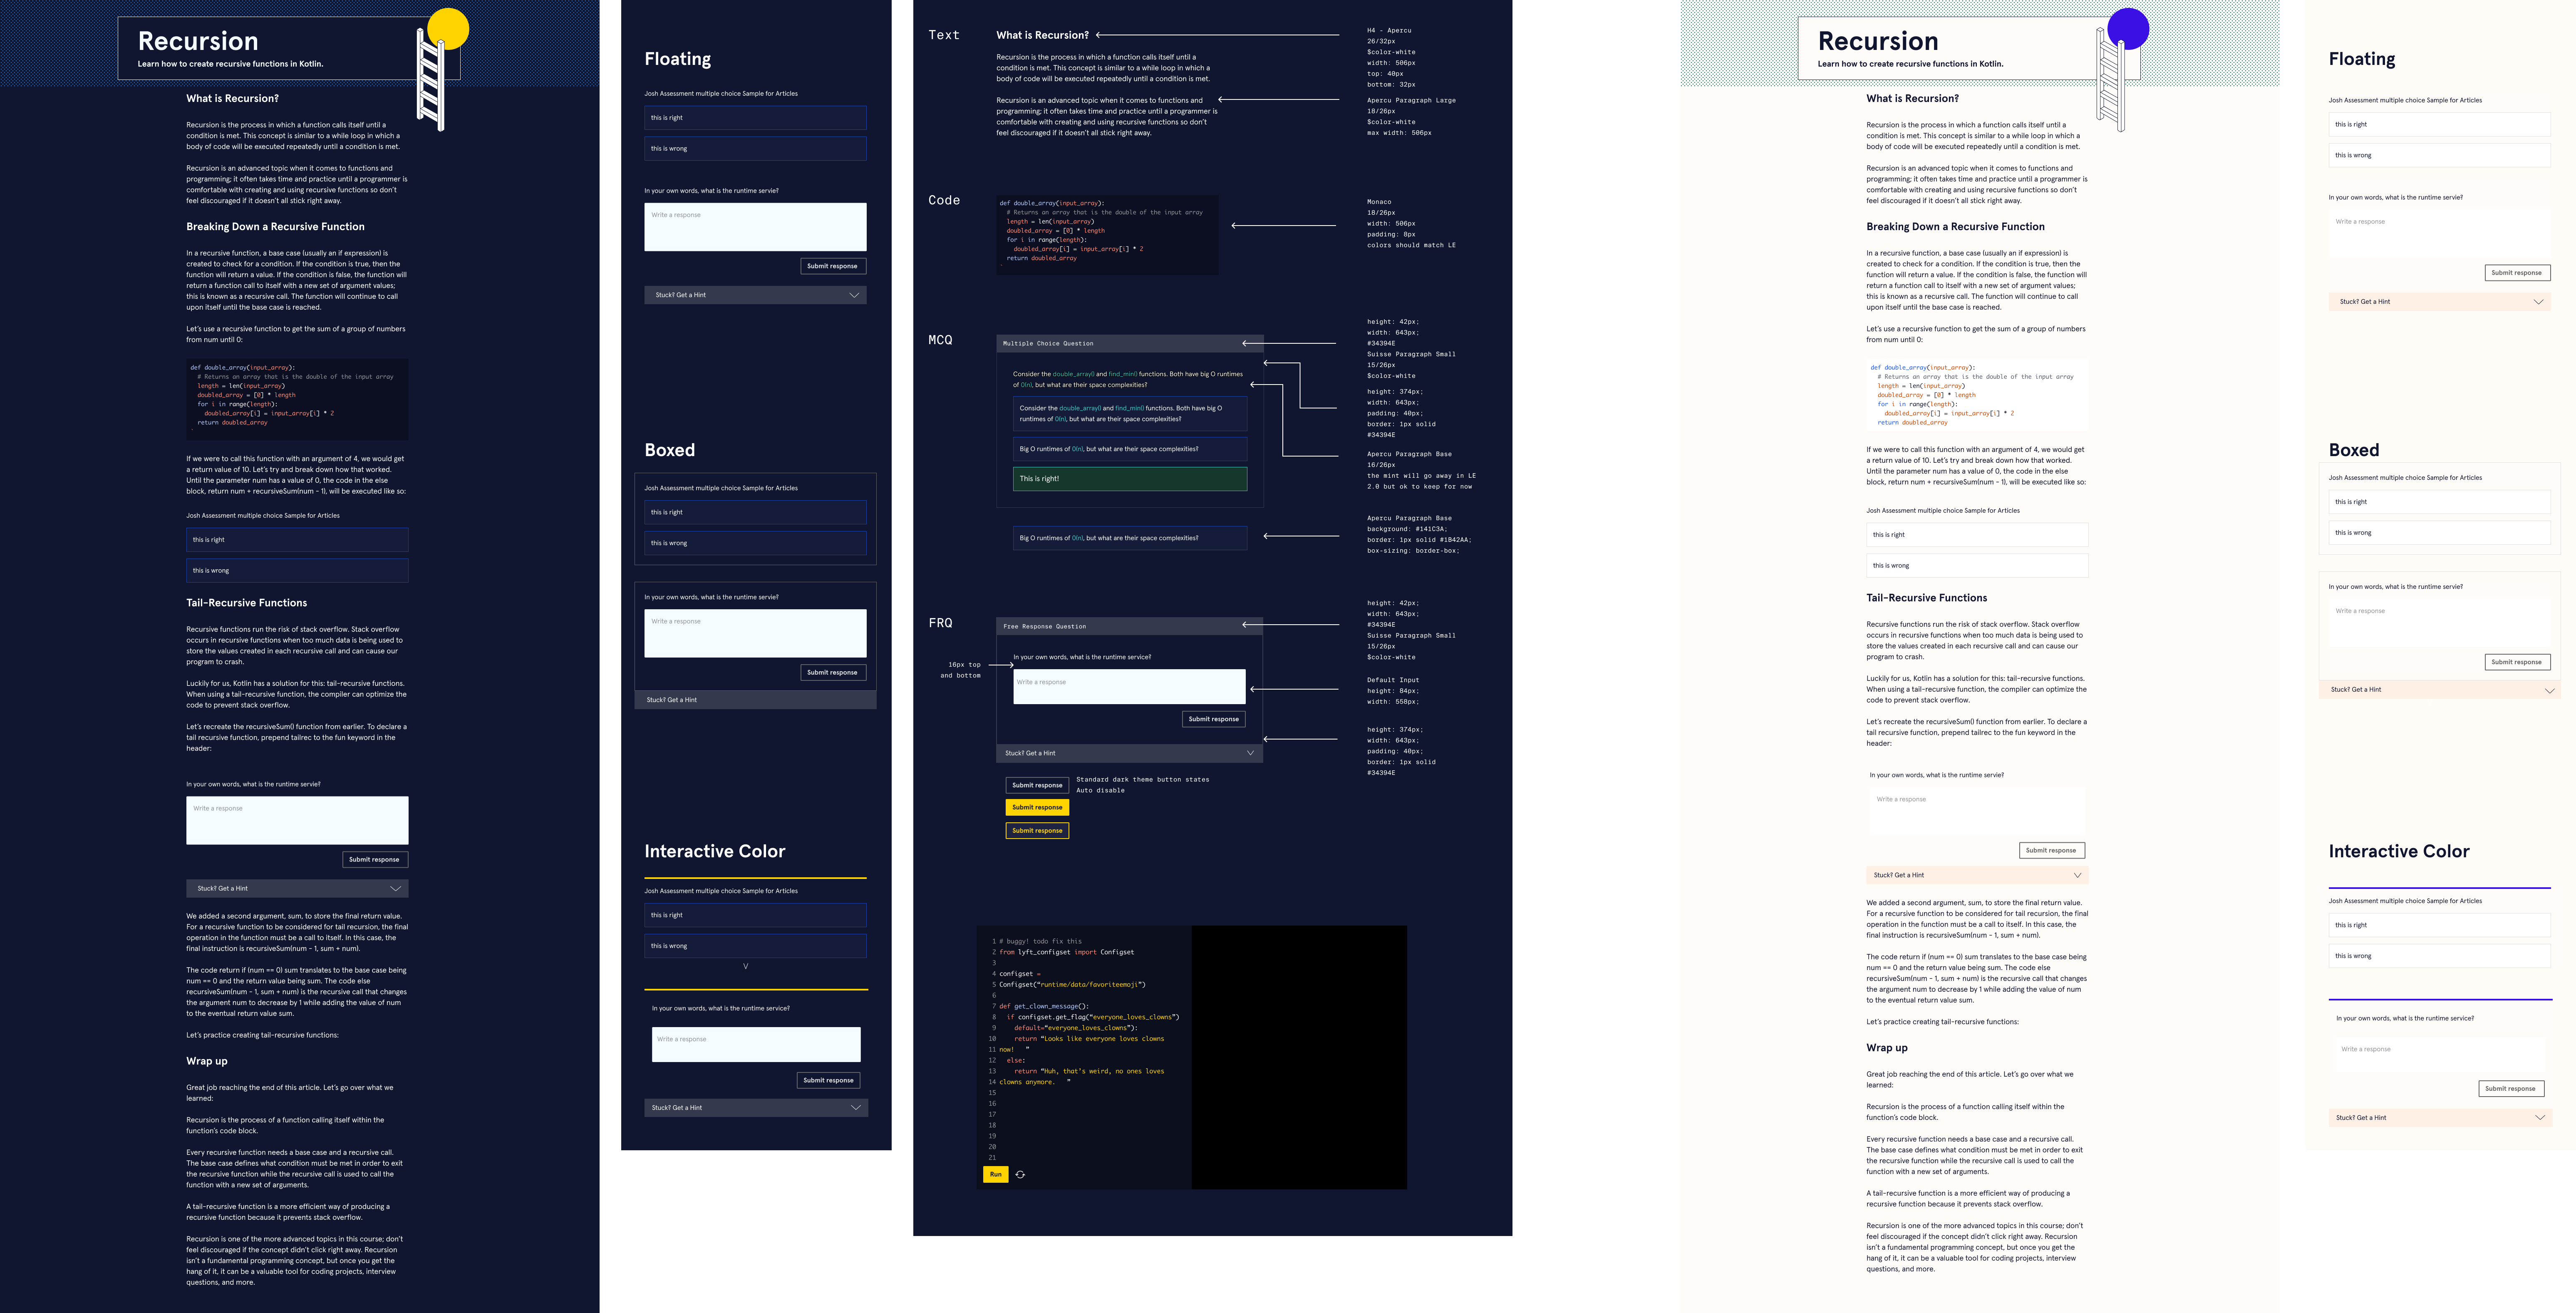 Recursion
Learn how to create recursive functions in Kotlin.
What is Recursion?
Recursion is the process in which a function calls itself until a
condition is met. This concept is similar to a while loop in which a
body of code will be executed repeatedly until a condition is met.
Recursion is an advanced topic when it comes to functions and
programming; it often takes time and practice until a programmer is
comfortable with creating and using recursive functions so don't
feel discouraged if it doesn't all stick right away.
Breaking Down a Recursive Function
In a recursive function, a base case (usually an if expression) is
created to check for a condition. If the condition is true, then the
function will return a value. If the condition is false, the function will
return a function call to itself with a new set of argument values;
this is known as a recursive call. The function will continue to call
upon itself until the base case is reached.
Let's use a recursive function to get the sum of a group of numbers
from num until 0:
def double_array(input_array):
# Returns an array that is the double of the input array
length = len(input_array)
doubled_array = [0] * length
for i in range(length):
doubled_array[i] = input_array[i] * 2
return doubled_array
If we were to call this function with an argument of 4, we would get
a return value of 10. Let's try and break down how that worked.
Until the parameter num has a value of 0, the code in the else
block, return num + recursiveSum(num - 1), will be executed like so:
Josh Assessment multiple choice Sample for Articles
this is right
this is wrong
Tail-Recursive Functions
Recursive functions run the risk of stack overflow. Stack overflow
occurs in recursive functions when too much data is being used to
store the values created in each recursive call and can cause our
program to crash.
Luckily for us, Kotlin has a solution for this: tail-recursive functions.
When using a tail-recursive function, the compiler can optimize the
code to prevent stack overflow.
Let's recreate the recursiveSum() function from earlier. To declare a
tail recursive function, prepend tailrec to the fun keyword in the
header:
In your own words, what is the runtime servie?
Write a response
Submit response
Stuck? Get a Hint
We added a second argument, sum, to store the final return value.
For a recursive function to be considered for tail recursion, the final
operation in the function must be a call to itself. In this case, the
final instruction is recursiveSum(num - 1, sum + num).
The code return if (num == 0) sum translates to the base case being
num == 0 and the return value being sum. The code else
recursiveSum(num - 1, sum + num) is the recursive call that changes
the argument num to decrease by 1 while adding the value of num
to the eventual return value sum.
Let's practice creating tail-recursive functions:
Wrap up
Great job reaching the end of this article. Let's go over what we
learned:
Recursion is the process of a function calling itself within the
function's code block.
Every recursive function needs a base case and a recursive call.
The base case defines what condition must be met in order to exit
the recursive function while the recursive call is used to call the
function with a new set of arguments.
A tail-recursive function is a more efficient way of producing a
recursive function because it prevents stack overflow.
Recursion is one of the more advanced topics in this course; don't
feel discouraged if the concept didn't click right away. Recursion
isn't a fundamental programming concept, but once you get the
hang of it, it can be a valuable tool for coding projects, interview
questions, and more.
Floating
Josh Assessment multiple choice Sample for Articles
this is right
this is wrong
In your own words, what is the runtime servie?
Write a response
Submit response
Stuck? Get a Hint
Boxed
Josh Assessment multiple choice Sample for Articles
this is right
this is wrong
In your own words, what is the runtime servie?
Write a response
Submit response
Stuck? Get a Hint
Interactive Color
Josh Assessment multiple choice Sample for Articles
this is right
this is wrong
V
In your own words, what is the runtime service?
Write a response
Submit response
Stuck? Get a Hint
Text
What is Recursion?
Recursion is the process in which a function calls itself until a
condition is met. This concept is similar to a while loop in which a
body of code will be executed repeatedly until a condition is met.
Recursion is an advanced topic when it comes to functions and
programming; it often takes time and practice until a programmer is
comfortable with creating and using recursive functions so don't
feel discouraged if it doesn't all stick right away.
H4 - Apercu
26/32px
$color-white
width: 506px
top: 40px
bottom: 32px
Apercu Paragraph Large
18/26px
$color-white
max width: 506px
Code
def double_array(input_array):
# Returns an array that is the double of the input array
length = len(input_array)
doubled_array = [0] * length
for i in range(length):
doubled_array[i] = input_array[i] * 2
return doubled_array
Monaco
18/26px
width: 506px
padding: 8px
colors should match LE
MCQ
Multiple Choice Question
Consider the double_array() and find_min() functions. Both have big O runtimes
of O(n), but what are their space complexities?
Consider the double_array() and find_min() functions. Both have big O
runtimes of O(n), but what are their space complexities?
Big O runtimes of O(n), but what are their space complexities?
This is right!
Big O runtimes of O(n), but what are their space complexities?
height: 42px;
width: 643px;
#34394E
Suisse Paragraph Small
15/26px
$color-white
height: 374px;
width: 643px;
padding: 40px;
border: 1px solid
#34394E
Apercu Paragraph Base
16/26px
the mint will go away in LE
2.0 but ok to keep for now
Apercu Paragraph Base
background: #141C3A;
border: 1px solid #1B42AA;
box-sizing: border-box;
FRQ
Free Response Question
16px top
and bottom
In your own words, what is the runtime service?
Write a response
Submit response
Stuck? Get a Hint
Submit response
Standard dark theme button states
Auto disable
Submit response
Submit response
height: 42px;
width: 643px;
#34394E
Suisse Paragraph Small
15/26px
$color-white
Default Input
height: 84px;
width: 558px;
height: 374px;
width: 643px;
padding: 40px;
border: 1px solid
#34394E
1 # buggy! todo fix this
2 from lyft_configset import Configset
3
4 configset =
5 Configset("runtime/data/favoriteemoji")
6
7 def get_clown_message():
8 if configset.get_flag("everyone_loves_clowns")
9 default="everyone_loves_clowns"):
10 return "Looks like everyone loves clowns
11 now! "
12 else:
13 return "Huh, that's weird, no ones loves
14 clowns anymore. "
15
16
17
18
19
20
21
Run
Recursion
Learn how to create recursive functions in Kotlin.
What is Recursion?
Recursion is the process in which a function calls itself until a
condition is met. This concept is similar to a while loop in which a
body of code will be executed repeatedly until a condition is met.
Recursion is an advanced topic when it comes to functions and
programming; it often takes time and practice until a programmer is
comfortable with creating and using recursive functions so don't
feel discouraged if it doesn't all stick right away.
Breaking Down a Recursive Function
In a recursive function, a base case (usually an if expression) is
created to check for a condition. If the condition is true, then the
function will return a value. If the condition is false, the function will
return a function call to itself with a new set of argument values;
this is known as a recursive call. The function will continue to call
upon itself until the base case is reached.
Let's use a recursive function to get the sum of a group of numbers
from num until 0:
def double_array(input_array):
# Returns an array that is the double of the input array
length = len(input_array)
doubled_array = [0] * length
for i in range(length):
doubled_array[i] = input_array[i] * 2
return doubled_array
If we were to call this function with an argument of 4, we would get
a return value of 10. Let's try and break down how that worked.
Until the parameter num has a value of 0, the code in the else
block, return num + recursiveSum(num - 1), will be executed like so:
Josh Assessment multiple choice Sample for Articles
this is right
this is wrong
Tail-Recursive Functions
Recursive functions run the risk of stack overflow. Stack overflow
occurs in recursive functions when too much data is being used to
store the values created in each recursive call and can cause our
program to crash.
Luckily for us, Kotlin has a solution for this: tail-recursive functions.
When using a tail-recursive function, the compiler can optimize the
code to prevent stack overflow.
Let's recreate the recursiveSum() function from earlier. To declare a
tail recursive function, prepend tailrec to the fun keyword in the
header:
In your own words, what is the runtime servie?
Write a response
Submit response
Stuck? Get a Hint
We added a second argument, sum, to store the final return value.
For a recursive function to be considered for tail recursion, the final
operation in the function must be a call to itself. In this case, the
final instruction is recursiveSum(num - 1, sum + num).
The code return if (num == 0) sum translates to the base case being
num == 0 and the return value being sum. The code else
recursiveSum(num - 1, sum + num) is the recursive call that changes
the argument num to decrease by 1 while adding the value of num
to the eventual return value sum.
Let's practice creating tail-recursive functions:
Wrap up
Great job reaching the end of this article. Let's go over what we
learned:
Recursion is the process of a function calling itself within the
function's code block.
Every recursive function needs a base case and a recursive call.
The base case defines what condition must be met in order to exit
the recursive function while the recursive call is used to call the
function with a new set of arguments.
A tail-recursive function is a more efficient way of producing a
recursive function because it prevents stack overflow.
Recursion is one of the more advanced topics in this course; don't
feel discouraged if the concept didn't click right away. Recursion
isn't a fundamental programming concept, but once you get the
hang of it, it can be a valuable tool for coding projects, interview
questions, and more.
Floating
Josh Assessment multiple choice Sample for Articles
this is right
this is wrong
In your own words, what is the runtime servie?
Write a response
Submit response
Stuck? Get a Hint
Boxed
Josh Assessment multiple choice Sample for Articles
this is right
this is wrong
In your own words, what is the runtime servie?
Write a response
Submit response
Stuck? Get a Hint
Interactive Color
Josh Assessment multiple choice Sample for Articles
this is right
this is wrong
In your own words, what is the runtime service?
Write a response
Submit response
Stuck? Get a Hint